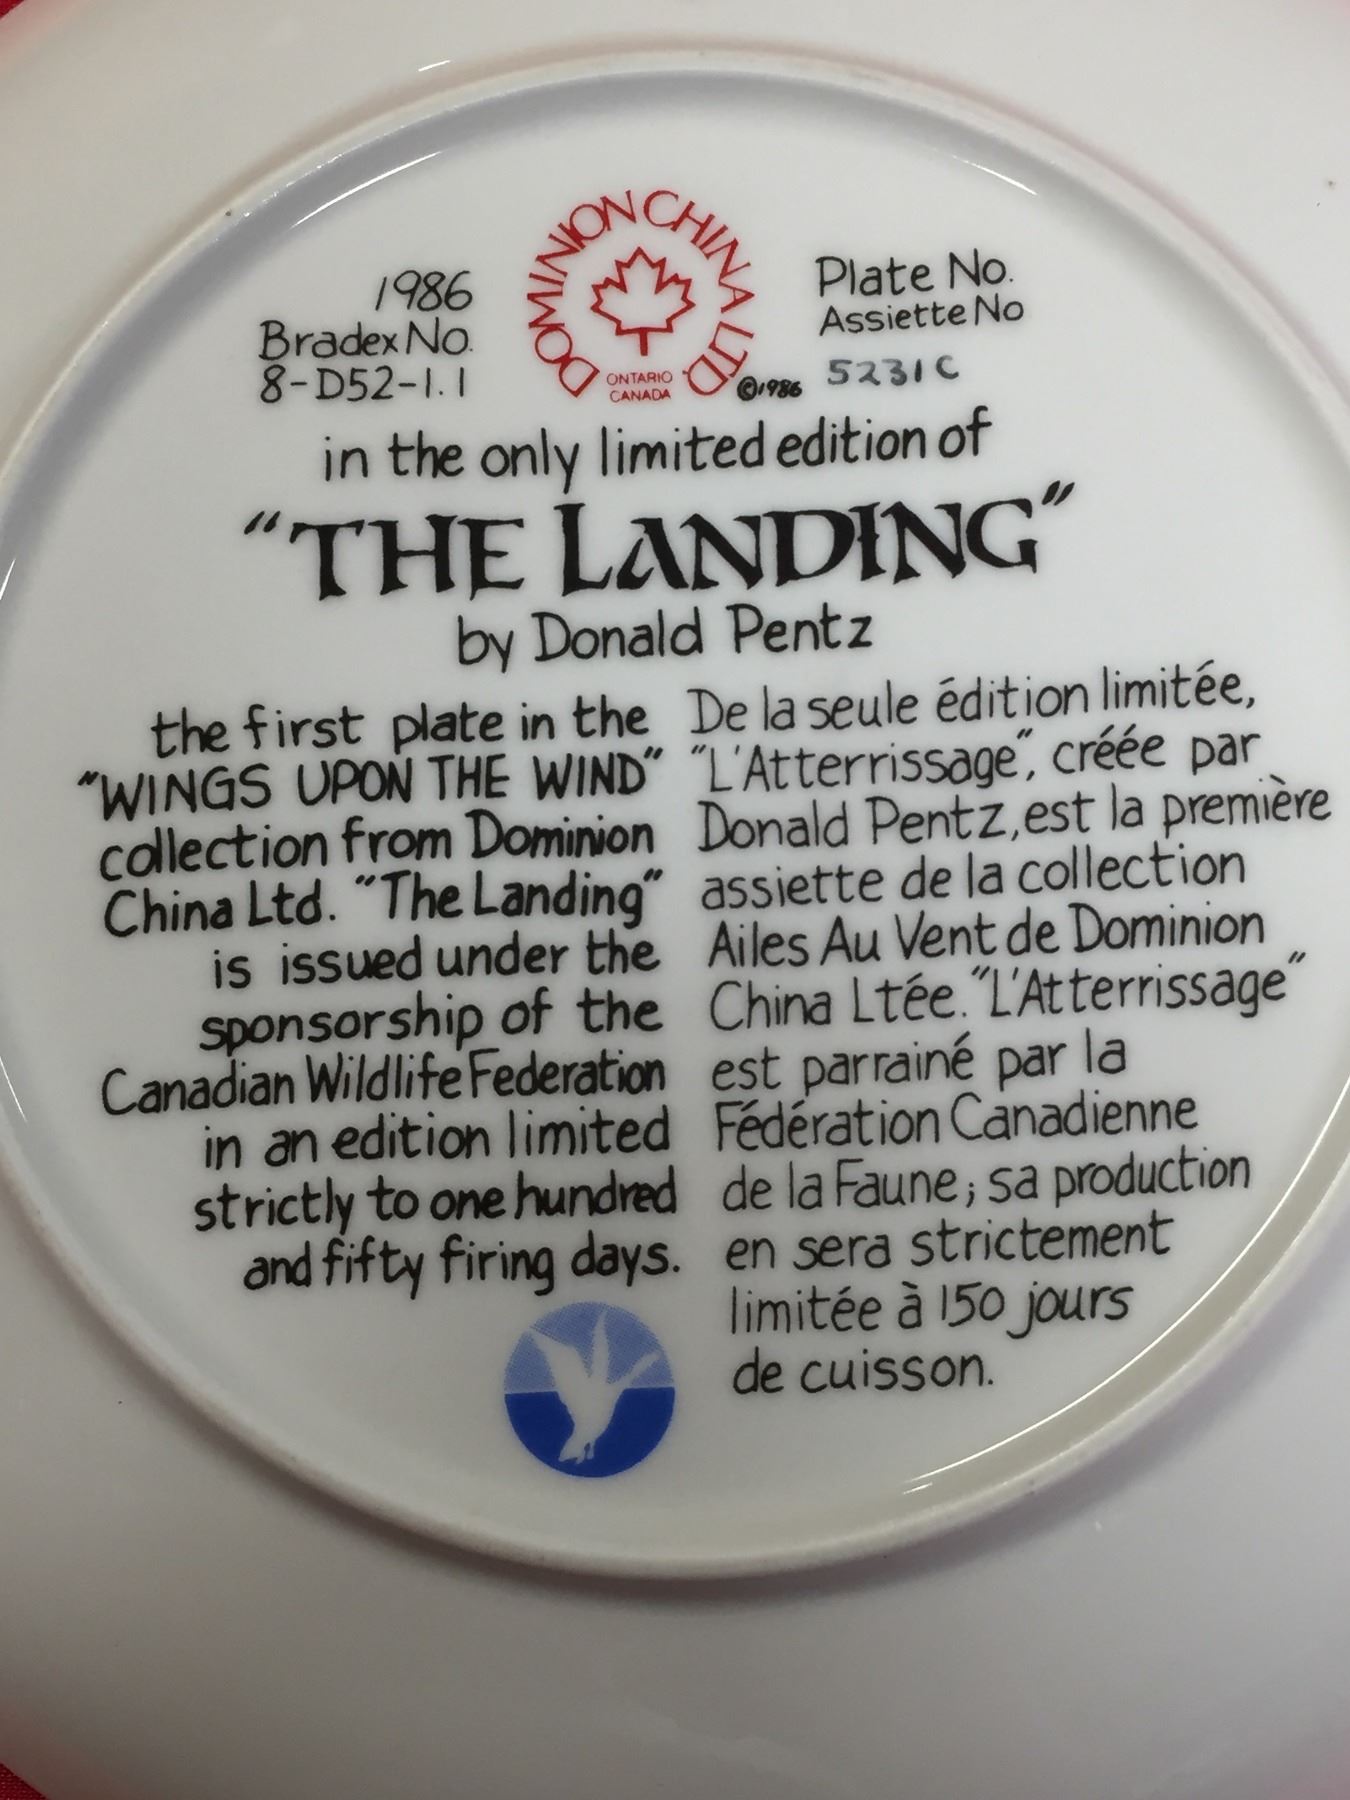 1986
Bradex No.
8-D52-1.1
DOMINION CHINA LTD.
ONTARIO
CANADA
©1986
Plate No.
Assiette No
5231C
in the only limited edition of
"THE LANDING"
by Donald Pentz
the first plate in the
"WINGS UPON THE WIND"
collection from Dominion
China Ltd. "The Landing"
is issued under the
sponsorship of the
Canadian Wildlife Federation
in an edition limited
strictly to one hundred
and fifty firing days.
De la seule édition limitée,
"L'Atterrissage", créée par
Donald Pentz, est la première
assiette de la collection
Ailes Au Vent de Dominion
China Ltée. "L'Atterrissage"
est parrainé par la
Fédération Canadienne
de la Faune; sa production
en sera strictement
limitée à 150 jours
de cuisson.